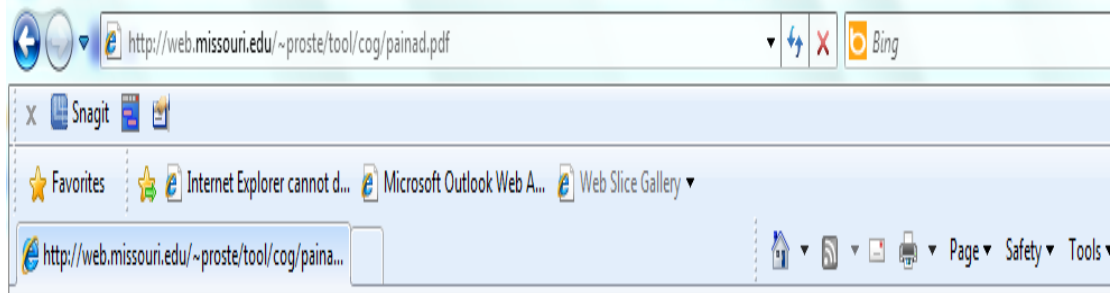 http://web.missouri.edu/~proste/tool/cog/painad.pdf Bing
X Snagit
Favorites Internet Explorer cannot d... Microsoft Outlook Web A... Web Slice Gallery
http://web.missouri.edu/~proste/tool/cog/paina... Page Safety Tools